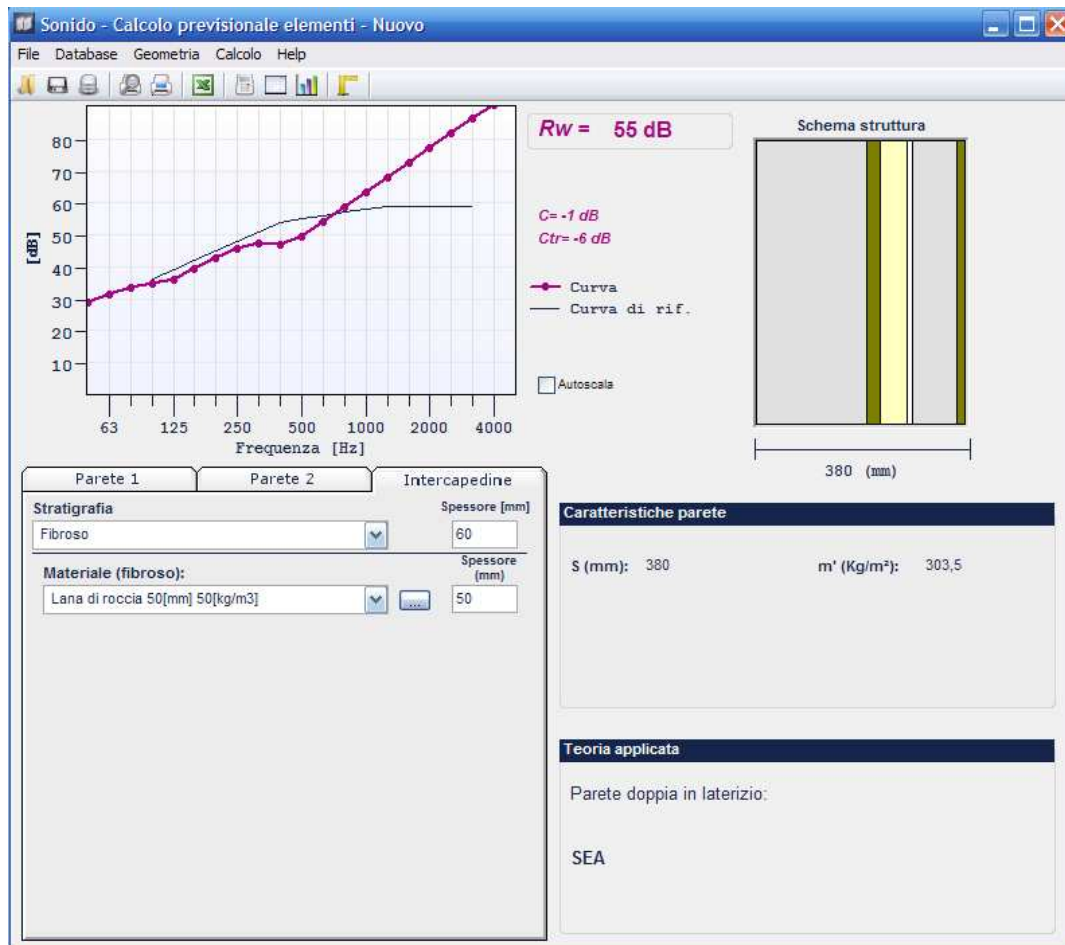 Sonido - Calcolo previsionale elementi - Nuovo
File Database Geometria Calcolo Help
80
70
60
50
40
30
20
10
[dB]
63 125 250 500 1000 2000 4000
Frequenza [Hz]
Rw = 55 dB
C= -1 dB
Ctr= -6 dB
Curva
Curva di rif.
Autoscala
Schema struttura
380 (mm)
Parete 1 Parete 2 Intercapedine
Stratigrafia Spessore [mm]
Fibroso 60
Materiale (fibroso): Spessore (mm)
Lana di roccia 50[mm] 50[kg/m3] ... 50
Caratteristiche parete
S (mm): 380 m' (Kg/m²): 303,5
Teoria applicata
Parete doppia in laterizio:
SEA